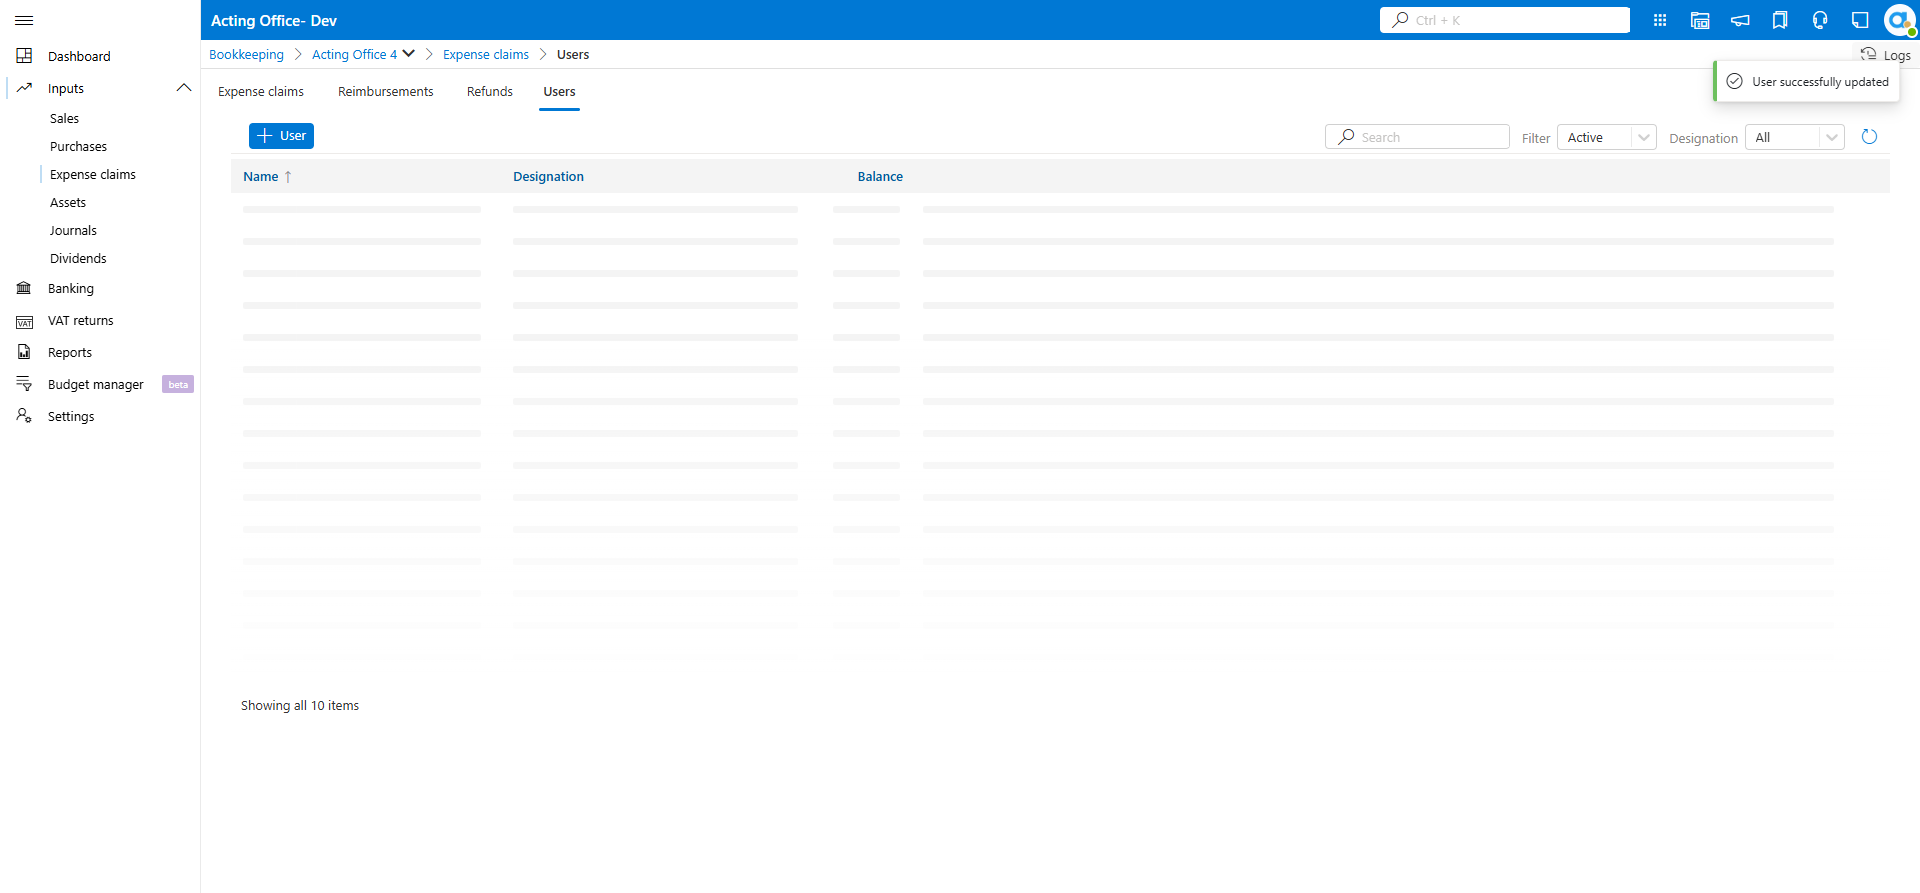 Acting Office- Dev
Ctrl + K
Bookkeeping
Acting Office 4
Expense claims
Users
Logs
User successfully updated
Dashboard
Inputs
Sales
Purchases
Expense claims
Assets
Journals
Dividends
Banking
VAT
VAT returns
Reports
Budget manager
beta
Settings
Expense claims
Reimbursements
Refunds
Users
User
Search
Filter
Active
Designation
All
Name
Designation
Balance
Showing all 10 items